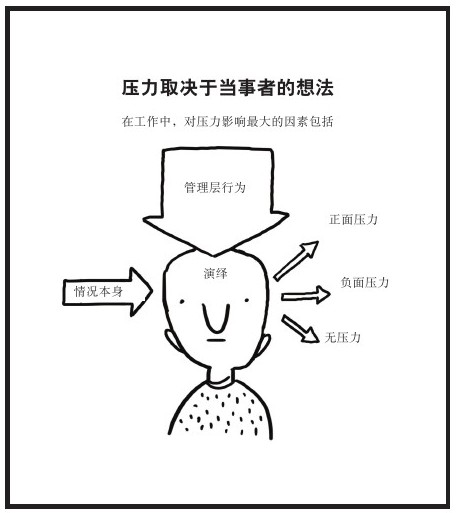 压力取决于当事者的想法
在工作中，对压力影响最大的因素包括
管理层行为
正面压力
演绎
负面压力
情况本身
无压力